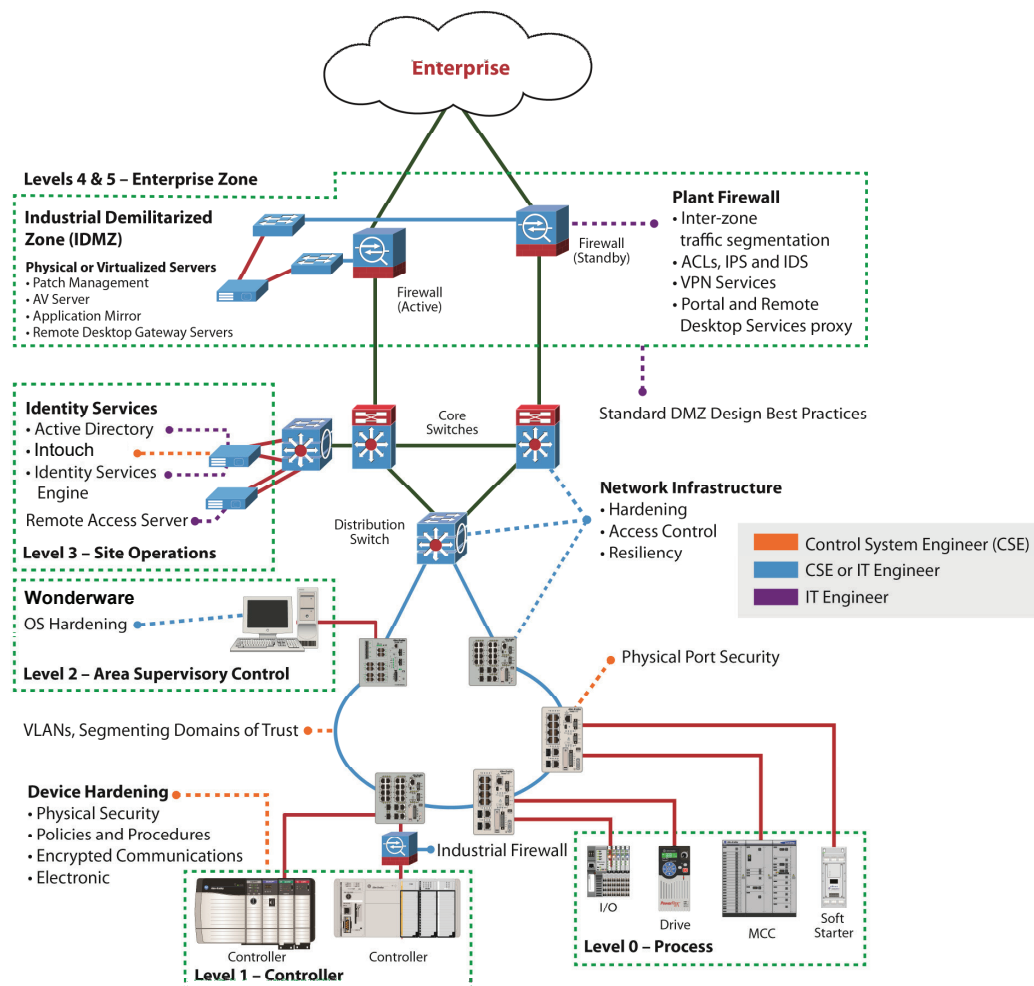 Enterprise
Levels 4 & 5 – Enterprise Zone
Industrial Demilitarized
Zone (IDMZ)
Physical or Virtualized Servers
• Patch Management
• AV Server
• Application Mirror
• Remote Desktop Gateway Servers
Firewall
(Active)
Firewall
(Standby)
Plant Firewall
• Inter-zone
traffic segmentation
• ACLs, IPS and IDS
• VPN Services
• Portal and Remote
Desktop Services proxy
Standard DMZ Design Best Practices
Identity Services
• Active Directory
• Intouch
• Identity Services
Engine
Remote Access Server
Level 3 – Site Operations
Core
Switches
Distribution
Switch
Network Infrastructure
• Hardening
• Access Control
• Resiliency
Control System Engineer (CSE)
CSE or IT Engineer
IT Engineer
Wonderware
OS Hardening
Level 2 – Area Supervisory Control
Physical Port Security
VLANs, Segmenting Domains of Trust
Device Hardening
• Physical Security
• Policies and Procedures
• Encrypted Communications
• Electronic
Industrial Firewall
Controller
Controller
Level 1 – Controller
I/O
Drive
MCC
Soft
Starter
Level 0 – Process